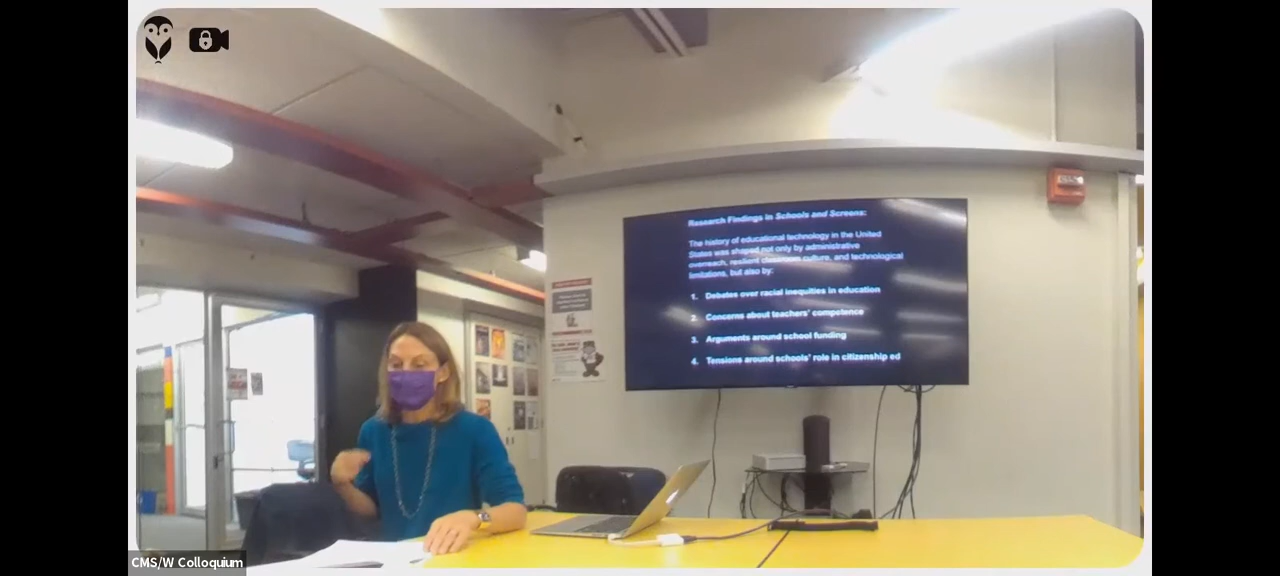 Research Findings in Schools and Screens:
The history of educational technology in the United
States was shaped not only by administrative
overreach, resilient classroom culture, and technological
limitations, but also by:
1. Debates over racial inequities in education
2. Concerns about teachers' competence
3. Arguments around school funding
4. Tensions around schools' role in citizenship ed
CMS/W Colloquium